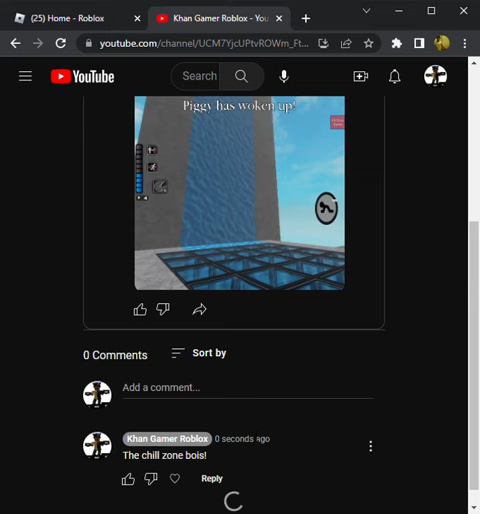 (25) Home - Roblox
Khan Gamer Roblox - You
youtube.com/channel/UCM7YjcUPtvROWm_Ft...
YouTube
Search
Piggy has woken up!
0 Comments
Sort by
Add a comment...
Khan Gamer Roblox 0 seconds ago
The chill zone bois!
Reply